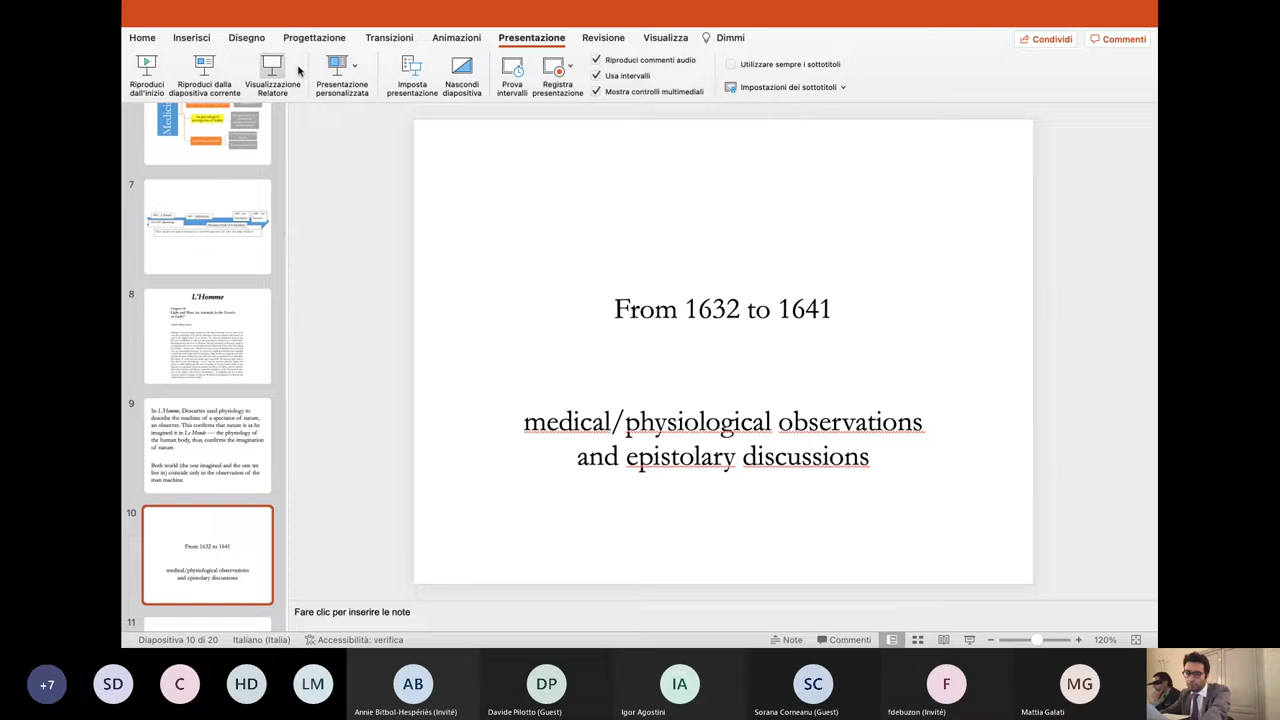 Home Inserisci Disegno Progettazione Transizioni Animazioni Presentazione Revisione Visualizza Dimmi Condividi Commenti
Riproduci dall'inizio
Riproduci dalla diapositiva corrente
Visualizzazione Relatore
Presentazione personalizzata
Imposta presentazione
Nascondi diapositiva
Prova intervalli
Registra presentazione
Riproduci commenti audio
Usa intervalli
Mostra controlli multimediali
Utilizzare sempre i sottotitoli
Impostazioni dei sottotitoli
7
8
L'Homme
9
In L'Homme, Descartes used physiology to
describe the machine of a spectator of nature,
an observer. This confirms that nature is as he
imagined it in Le Monde — the physiology of
the human body, thus, confirms the imagination
of nature.
Both world (the one imagined and the one we
live in) coincide only in the observation of the
man machine.
10
From 1632 to 1641
medical/physiological observations
and epistolary discussions
11
From 1632 to 1641
medical/physiological observations
and epistolary discussions
Fare clic per inserire le note
Diapositiva 10 di 20 Italiano (Italia) Accessibilità: verifica Note Commenti 120%
+7 SD C HD LM AB DP IA SC F MG
Annie Bitbol-Hespériès (Invité) Davide Pilotto (Guest) Igor Agostini Sorana Corneanu (Guest) fdebuzon (Invité) Mattia Galati